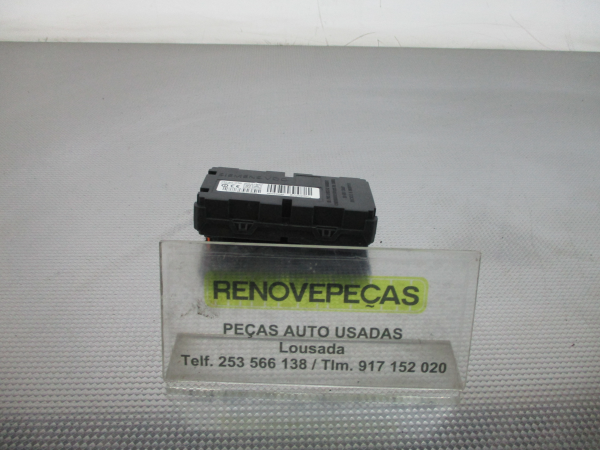 RENOVEPEÇAS
PEÇAS AUTO USADAS
Lousada
Telf. 253 566 138 / Tlm. 917 152 020